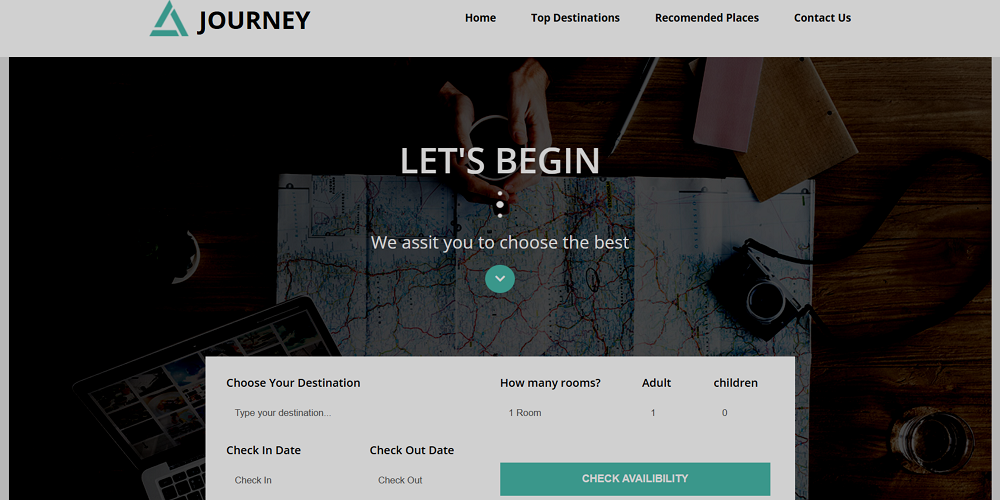 JOURNEY
Home Top Destinations Recomended Places Contact Us
LET'S BEGIN
We assit you to choose the best
Choose Your Destination How many rooms? Adult children
Type your destination... 1 Room 1 0
Check In Date Check Out Date
Check In Check Out CHECK AVAILIBILITY